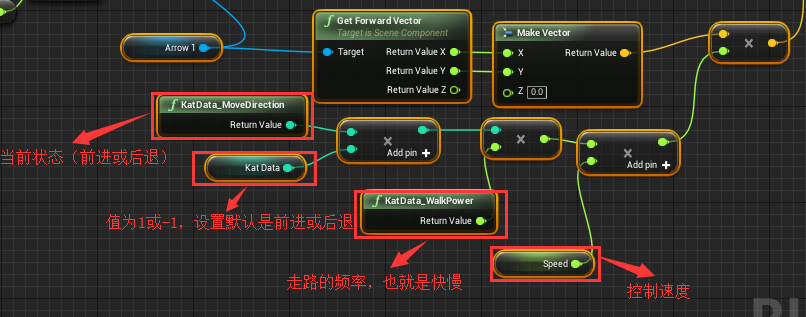 Get Forward Vector
Target is Scene Component
Target
Return Value X
Return Value Y
Return Value Z
Make Vector
X
Return Value
Y
Z 0.0
Arrow 1
KatData_MoveDirection
Return Value
当前状态（前进或后退）
Kat Data
Add pin
值为1或-1，设置默认是前进或后退
KatData_WalkPower
Return Value
走路的频率，也就是快慢
Add pin
Speed
控制速度